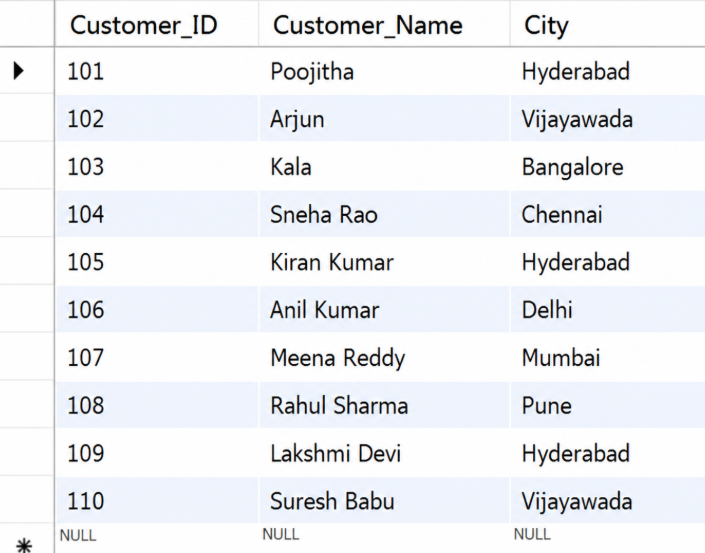 Customer_ID Customer_Name City
101 Poojitha Hyderabad
102 Arjun Vijayawada
103 Kala Bangalore
104 Sneha Rao Chennai
105 Kiran Kumar Hyderabad
106 Anil Kumar Delhi
107 Meena Reddy Mumbai
108 Rahul Sharma Pune
109 Lakshmi Devi Hyderabad
110 Suresh Babu Vijayawada
NULL NULL NULL